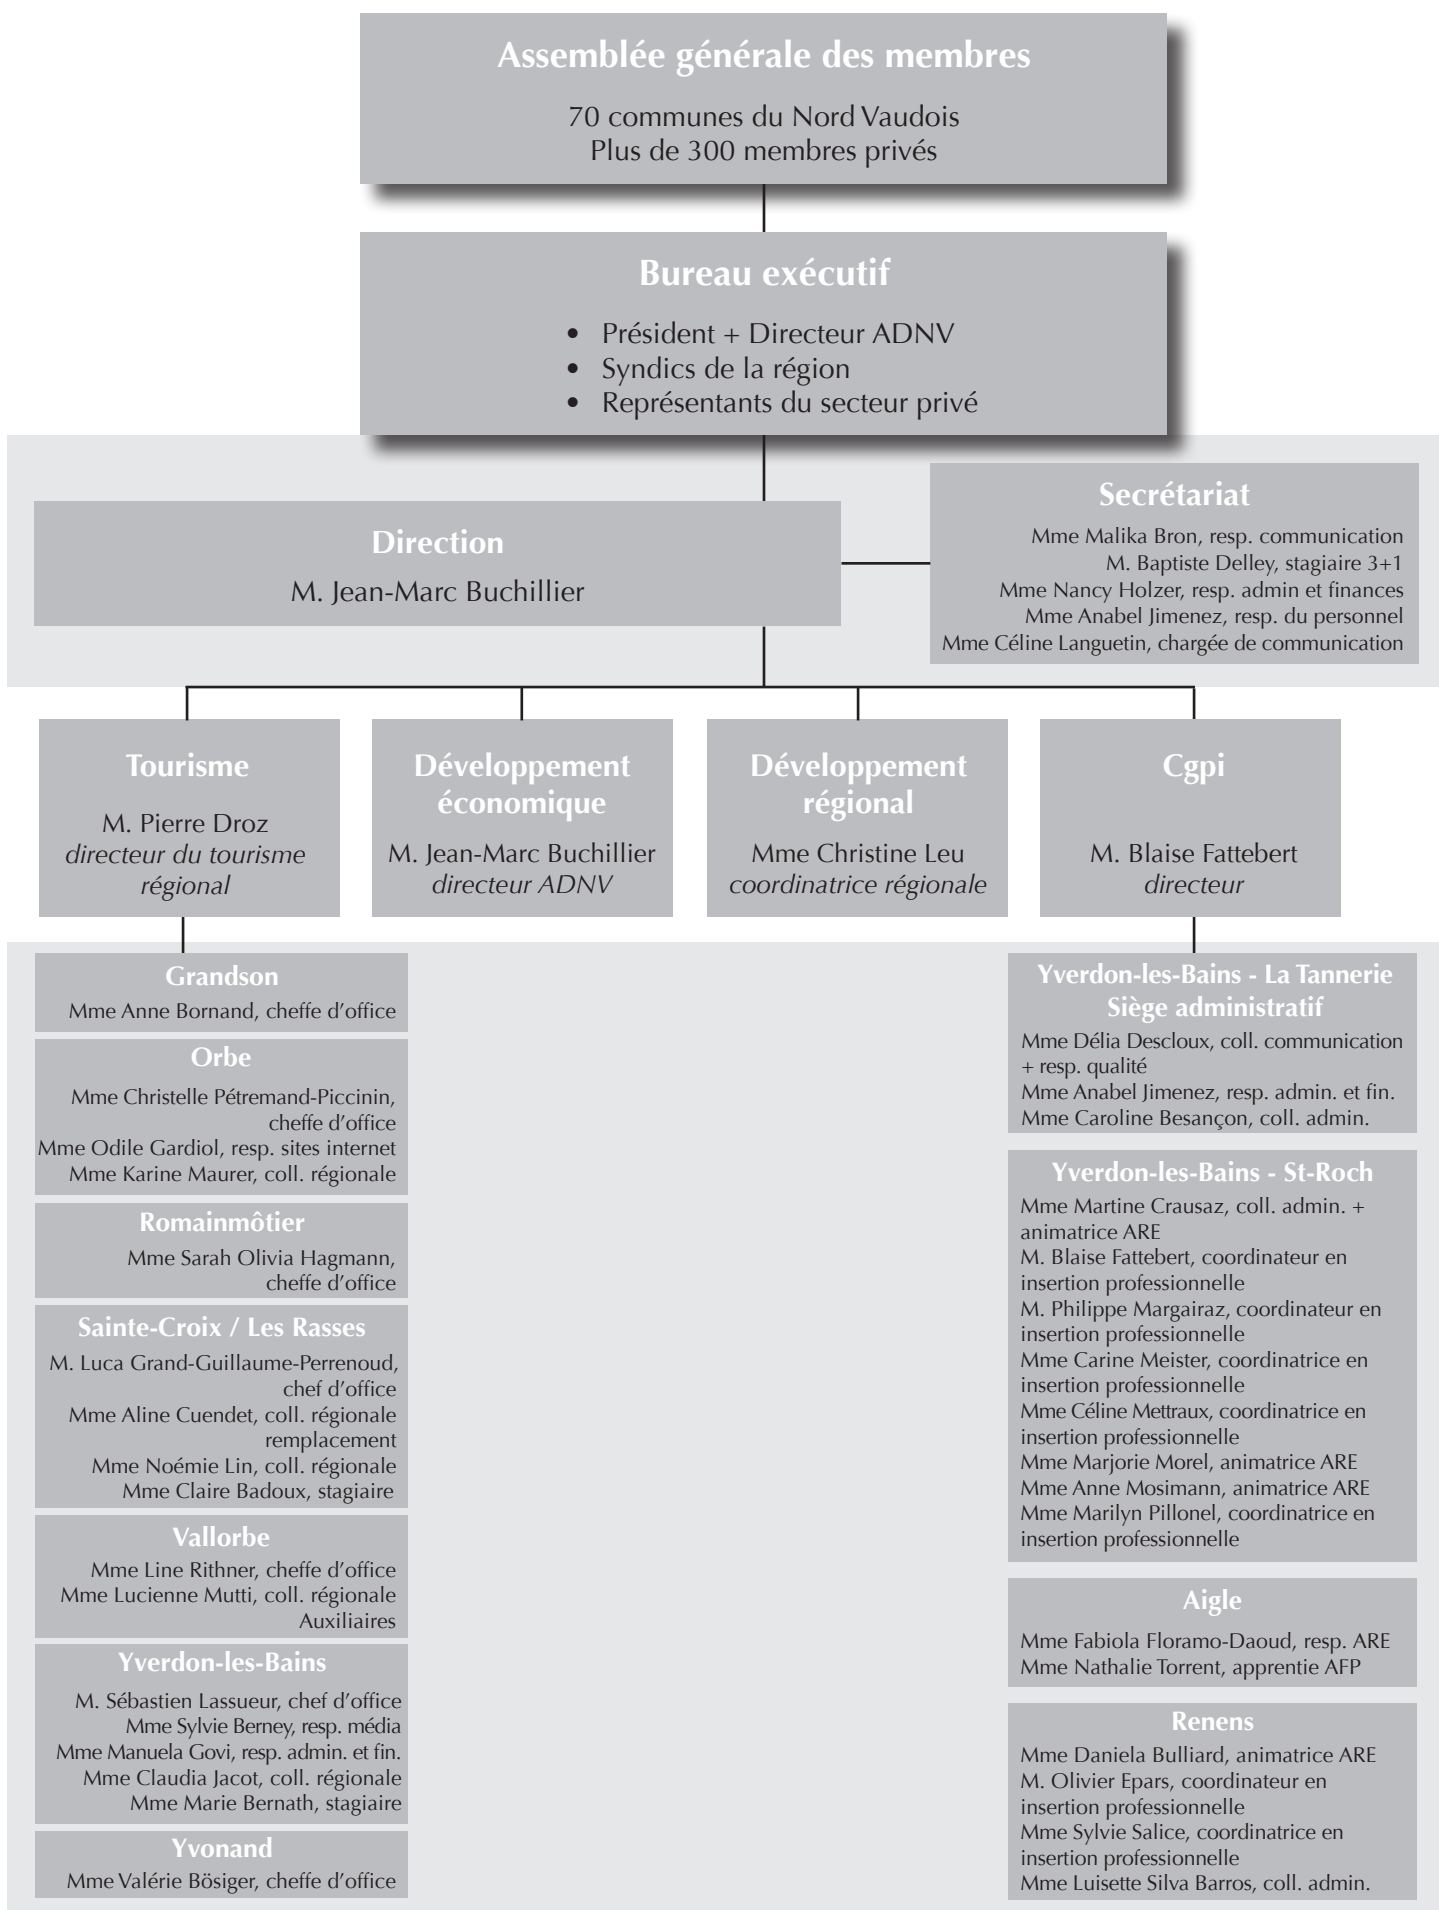 Assemblée générale des membres
70 communes du Nord Vaudois
Plus de 300 membres privés
Bureau exécutif
• Président + Directeur ADNV
• Syndics de la région
• Représentants du secteur privé
Direction
M. Jean-Marc Buchillier
Secrétariat
Mme Malika Bron, resp. communication
M. Baptiste Delley, stagiaire 3+1
Mme Nancy Holzer, resp. admin et finances
Mme Anabel Jimenez, resp. du personnel
Mme Céline Languetin, chargée de communication
Tourisme
M. Pierre Droz
directeur du tourisme
régional
Développement
économique
M. Jean-Marc Buchillier
directeur ADNV
Développement
régional
Mme Christine Leu
coordinatrice régionale
Cgpi
M. Blaise Fattebert
directeur
Grandson
Mme Anne Bornand, cheffe d'office
Orbe
Mme Christelle Pétremand-Piccinin,
cheffe d'office
Mme Odile Gardiol, resp. sites internet
Mme Karine Maurer, coll. régionale
Romainmôtier
Mme Sarah Olivia Hagmann,
cheffe d'office
Sainte-Croix / Les Rasses
M. Luca Grand-Guillaume-Perrenoud,
chef d'office
Mme Aline Cuendet, coll. régionale
remplacement
Mme Noémie Lin, coll. régionale
Mme Claire Badoux, stagiaire
Vallorbe
Mme Line Rithner, cheffe d'office
Mme Lucienne Mutti, coll. régionale
Auxiliaires
Yverdon-les-Bains
M. Sébastien Lassueur, chef d'office
Mme Sylvie Berney, resp. média
Mme Manuela Govi, resp. admin. et fin.
Mme Claudia Jacot, coll. régionale
Mme Marie Bernath, stagiaire
Yvonand
Mme Valérie Bösiger, cheffe d'office
Yverdon-les-Bains - La Tannerie
Siège administratif
Mme Délia Descloux, coll. communication
+ resp. qualité
Mme Anabel Jimenez, resp. admin. et fin.
Mme Caroline Besançon, coll. admin.
Yverdon-les-Bains - St-Roch
Mme Martine Crausaz, coll. admin. +
animatrice ARE
M. Blaise Fattebert, coordinateur en
insertion professionnelle
M. Philippe Margairaz, coordinateur en
insertion professionnelle
Mme Carine Meister, coordinatrice en
insertion professionnelle
Mme Céline Mettraux, coordinatrice en
insertion professionnelle
Mme Marjorie Morel, animatrice ARE
Mme Anne Mosimann, animatrice ARE
Mme Marilyn Pillonel, coordinatrice en
insertion professionnelle
Aigle
Mme Fabiola Floramo-Daoud, resp. ARE
Mme Nathalie Torrent, apprentie AFP
Renens
Mme Daniela Bulliard, animatrice ARE
M. Olivier Epars, coordinateur en
insertion professionnelle
Mme Sylvie Salice, coordinatrice en
insertion professionnelle
Mme Luisette Silva Barros, coll. admin.